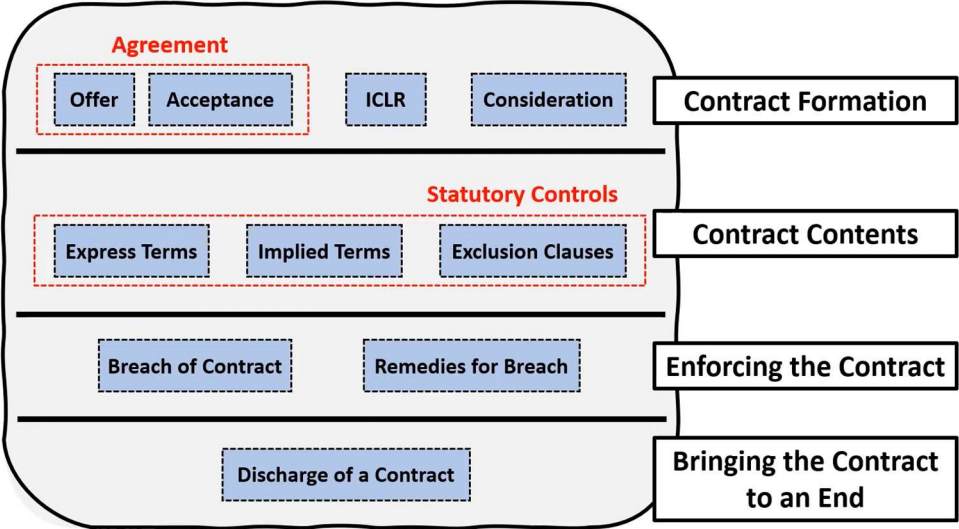 Agreement
Offer
Acceptance
ICLR
Consideration
Contract Formation
Statutory Controls
Express Terms
Implied Terms
Exclusion Clauses
Contract Contents
Breach of Contract
Remedies for Breach
Enforcing the Contract
Discharge of a Contract
Bringing the Contract
to an End